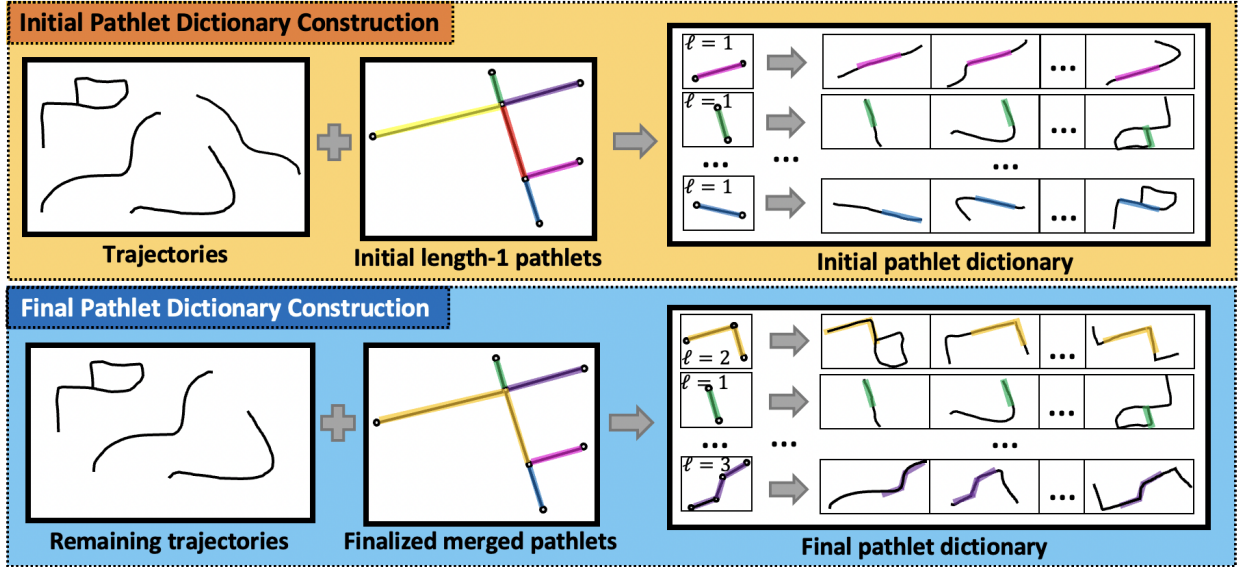 Initial Pathlet Dictionary Construction
ℓ = 1
...
ℓ = 1
...
... ... ...
ℓ = 1
...
Trajectories
Initial length-1 pathlets
Initial pathlet dictionary
Final Pathlet Dictionary Construction
ℓ = 2
...
ℓ = 1
...
... ... ...
ℓ = 3
...
Remaining trajectories
Finalized merged pathlets
Final pathlet dictionary